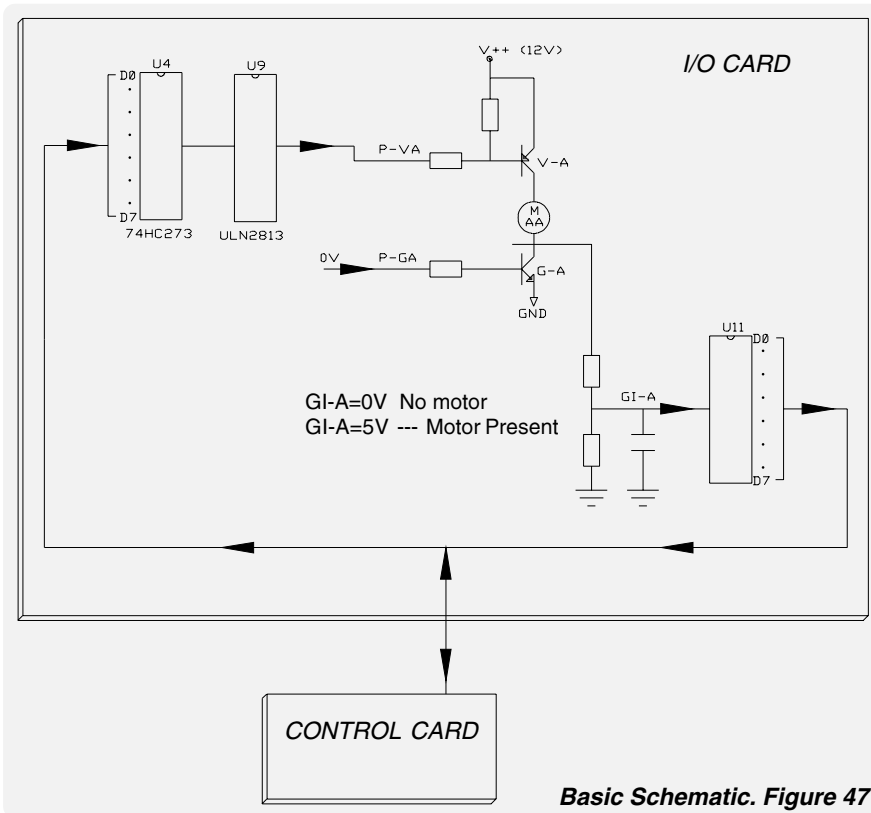 V++ (12V)
I/O CARD
U4
U9
D0
D7
74HC273
ULN2813
P-VA
V-A
M
AA
0V
P-GA
G-A
GND
U11
D0
GI-A
D7
GI-A=0V No motor
GI-A=5V --- Motor Present
CONTROL CARD
Basic Schematic. Figure 47